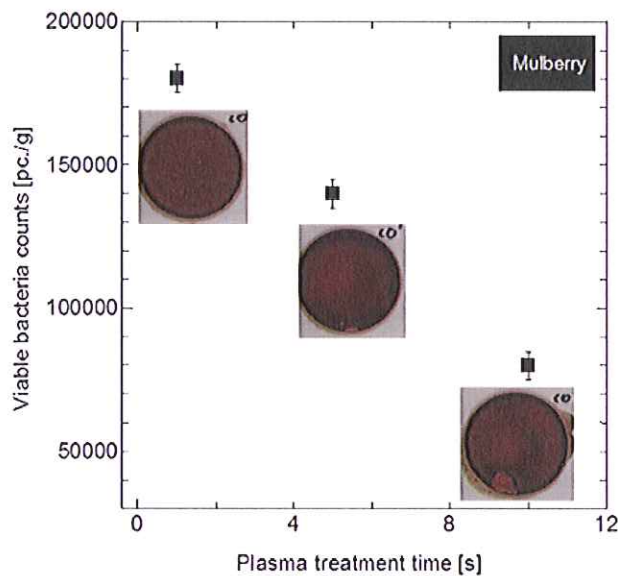 200000
Mulberry
150000
100000
50000
Viable bacteria counts [pc./g]
0
4
8
12
Plasma treatment time [s]